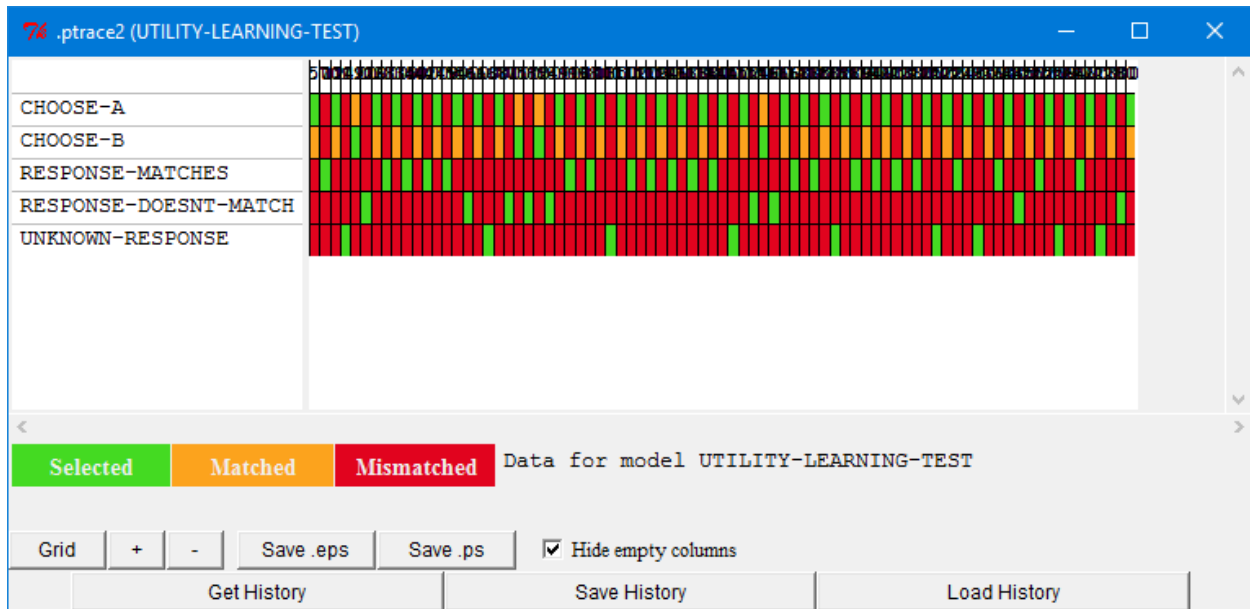 .ptrace2 (UTILITY-LEARNING-TEST)
CHOOSE-A
CHOOSE-B
RESPONSE-MATCHES
RESPONSE-DOESNT-MATCH
UNKNOWN-RESPONSE
Selected Matched Mismatched Data for model UTILITY-LEARNING-TEST
Grid + - Save .eps Save .ps Hide empty columns
Get History Save History Load History